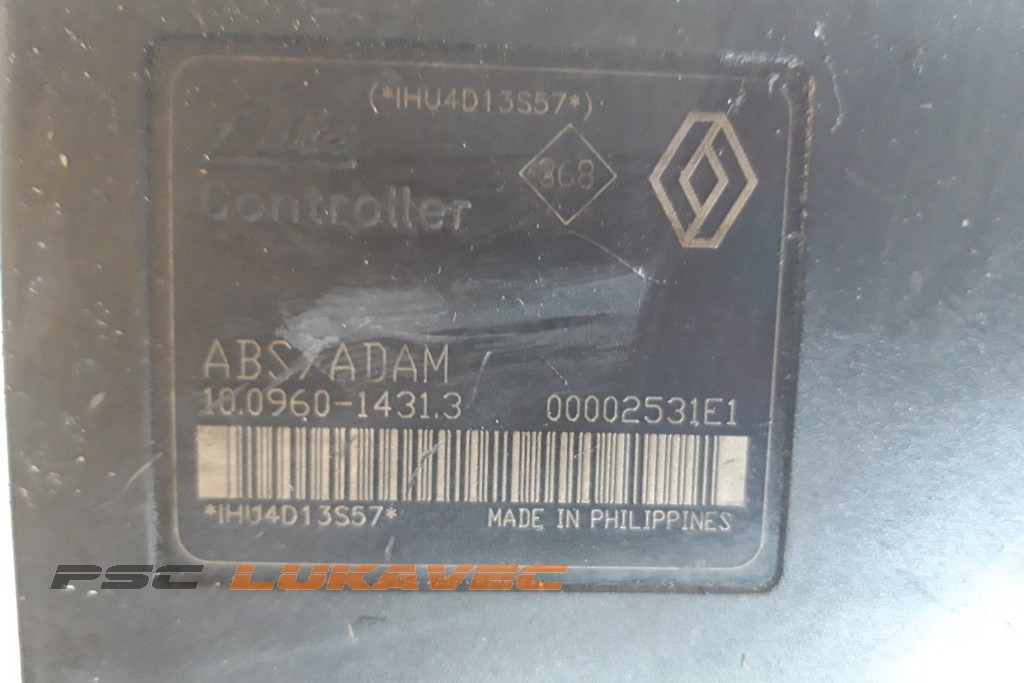 (*IHU4D13S57*)
368
Controller
ABS/ADAM
10.0960-1431.3 00002531E1
*IHU4D13S57* MADE IN PHILIPPINES
PSC LUKAVEC